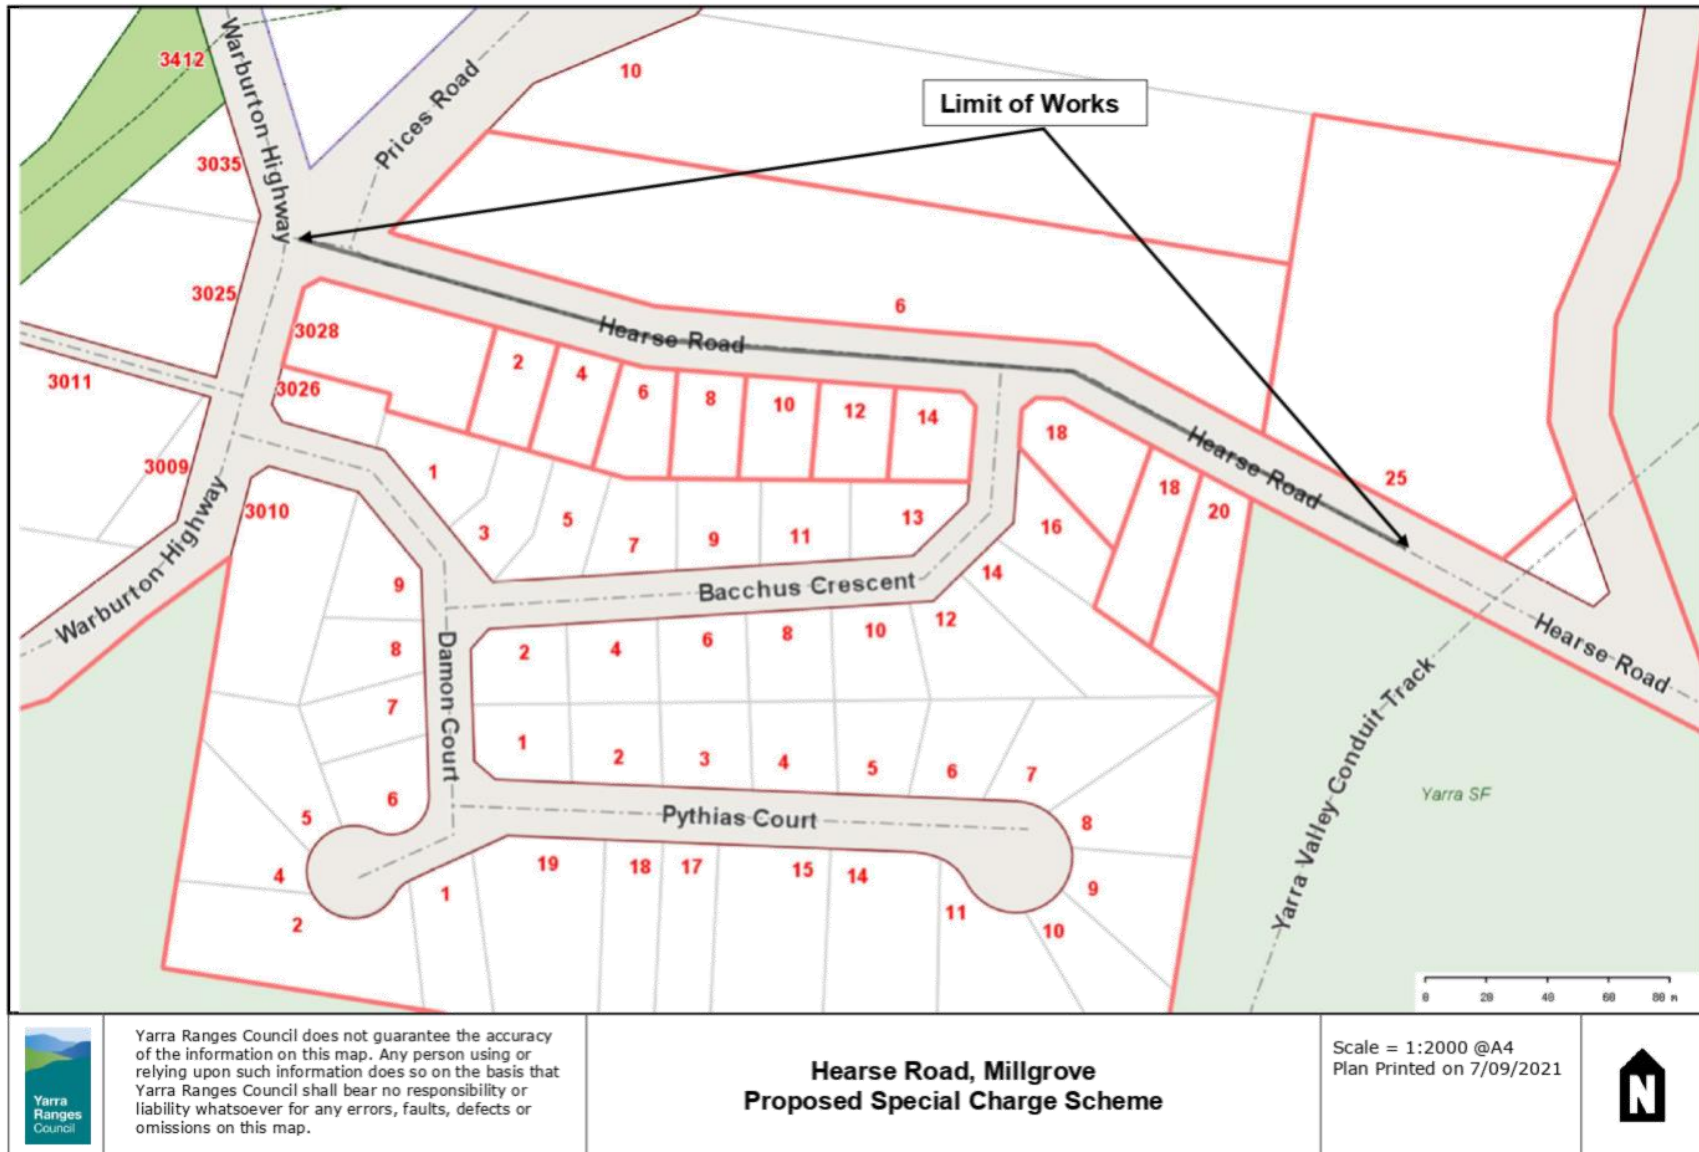 3412
Warburton Highway
Prices Road
10
Limit of Works
3035
3025
3028
3026
3011
3009
3010
Hearse Road
6
2
4
6
8
10
12
14
18
Hearse Road
18
20
25
16
14
1
3
5
7
9
11
13
Warburton Highway
Bacchus Crescent
9
8
7
6
5
4
2
Damon Court
2
4
6
8
10
12
1
2
3
4
5
6
7
8
9
10
11
Pythias Court
1
19
18
17
15
14
Hearse Road
Yarra Valley Conduit Track
Yarra SF
0 20 40 60 80 m
Yarra
Ranges
Council
Yarra Ranges Council does not guarantee the accuracy
of the information on this map. Any person using or
relying upon such information does so on the basis that
Yarra Ranges Council shall bear no responsibility or
liability whatsoever for any errors, faults, defects or
omissions on this map.
Hearse Road, Millgrove
Proposed Special Charge Scheme
Scale = 1:2000 @A4
Plan Printed on 7/09/2021
N